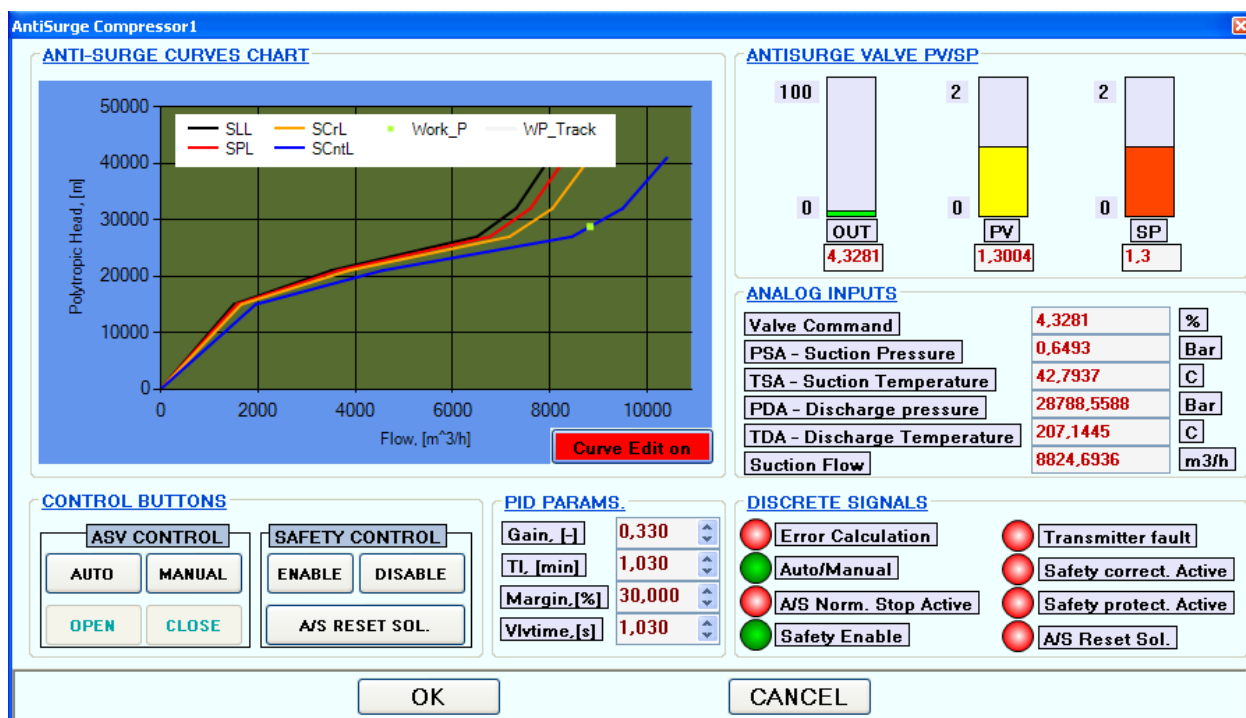 AntiSurge Compressor1
ANTI-SURGE CURVES CHART
50000
40000
30000
20000
10000
0
Polytropic Head, [m]
SLL
SCrL
Work_P
WP_Track
SPL
SCntL
0
2000
4000
6000
8000
10000
Flow, [m^3/h]
Curve Edit on
ANTISURGE VALVE PV/SP
100
0
OUT
4,3281
2
0
PV
1,3004
2
0
SP
1,3
ANALOG INPUTS
Valve Command 4,3281 %
PSA - Suction Pressure 0,6493 Bar
TSA - Suction Temperature 42,7937 C
PDA - Discharge pressure 28788,5588 Bar
TDA - Discharge Temperature 207,1445 C
Suction Flow 8824,6936 m3/h
CONTROL BUTTONS
ASV CONTROL
AUTO MANUAL
OPEN CLOSE
SAFETY CONTROL
ENABLE DISABLE
A/S RESET SOL.
PID PARAMS.
Gain, [-] 0,330
TI, [min] 1,030
Margin,[%] 30,000
Vlvtime,[s] 1,030
DISCRETE SIGNALS
Error Calculation
Auto/Manual
A/S Norm. Stop Active
Safety Enable
Transmitter fault
Safety correct. Active
Safety protect. Active
A/S Reset Sol.
OK
CANCEL